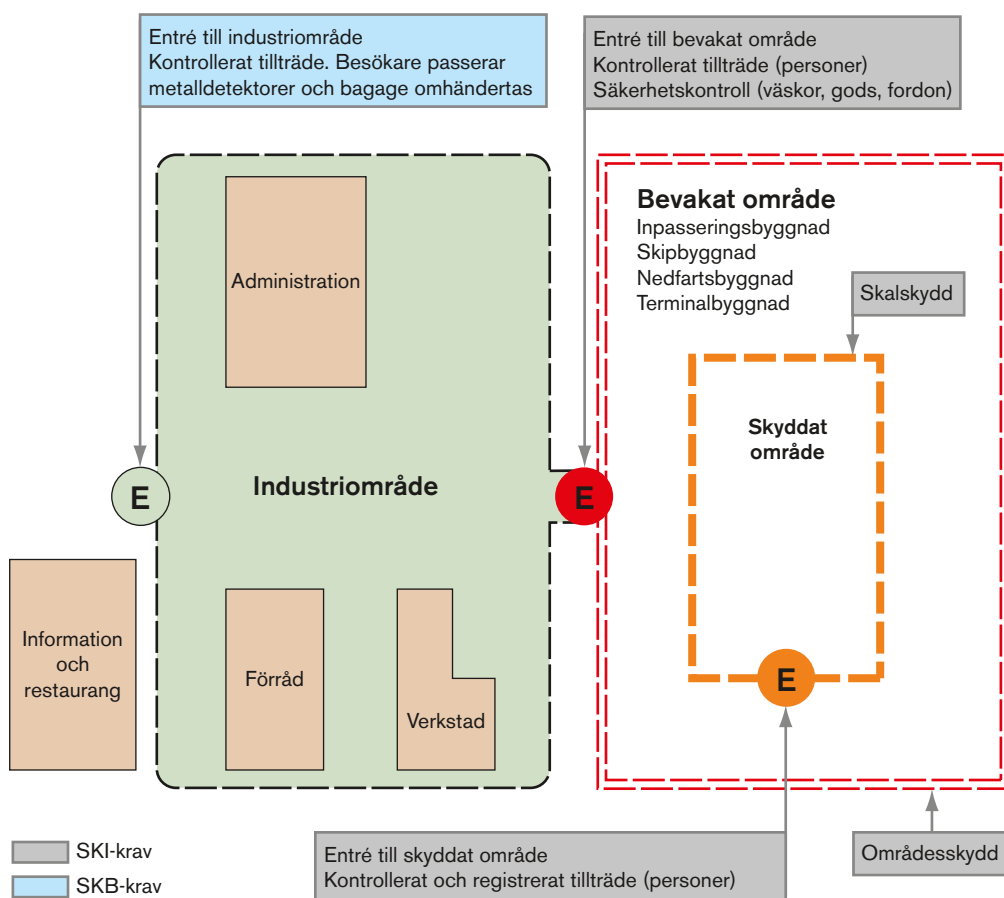 Entré till industriområde
Kontrollerat tillträde. Besökare passerar
metalldetektorer och bagage omhändertas
Entré till bevakat område
Kontrollerat tillträde (personer)
Säkerhetskontroll (väskor, gods, fordon)
Bevakat område
Inpasseringsbyggnad
Skipbyggnad
Nedfartsbyggnad
Terminalbyggnad
Administration
Skalskydd
Skyddat
område
E
Industriområde
E
Information
och
restaurang
Förråd
Verkstad
E
SKI-krav
SKB-krav
Entré till skyddat område
Kontrollerat och registrerat tillträde (personer)
Områdesskydd